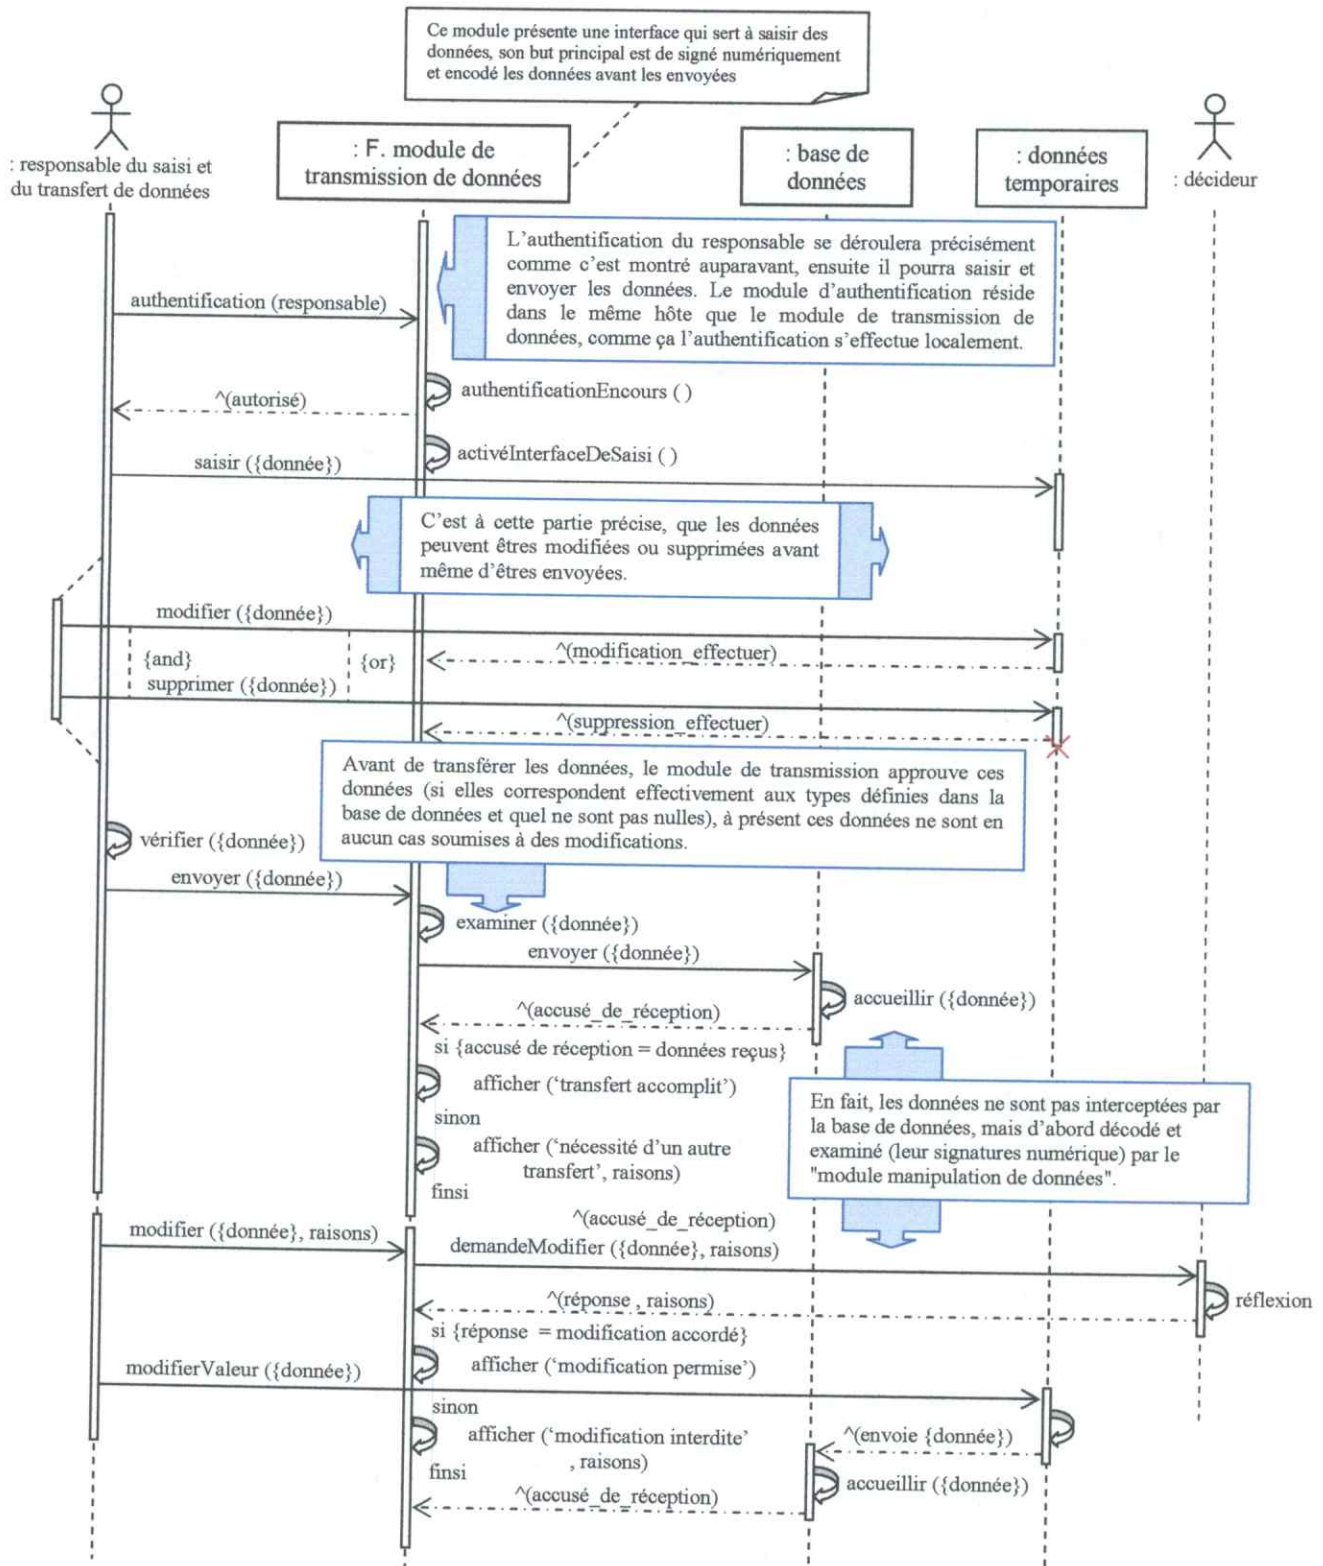 Ce module présente une interface qui sert à saisir des
données, son but principal est de signé numériquement
et encodé les données avant les envoyées
: responsable du saisi et
du transfert de données
: F. module de
transmission de données
: base de
données
: données
temporaires
: décideur
L'authentification du responsable se déroulera précisément
comme c'est montré auparavant, ensuite il pourra saisir et
envoyer les données. Le module d'authentification réside
dans le même hôte que le module de transmission de
données, comme ça l'authentification s'effectue localement.
authentification (responsable)
authentificationEncours ( )
^(autorisé)
activéInterfaceDeSaisi ( )
saisir ({donnée})
C'est à cette partie précise, que les données
peuvent êtres modifiées ou supprimées avant
même d'êtres envoyées.
modifier ({donnée})
^(modification_effectuer)
{and}
{or}
supprimer ({donnée})
^(suppression_effectuer)
Avant de transférer les données, le module de transmission approuve ces
données (si elles correspondent effectivement aux types définies dans la
base de données et quel ne sont pas nulles), à présent ces données ne sont en
aucun cas soumises à des modifications.
vérifier ({donnée})
envoyer ({donnée})
examiner ({donnée})
envoyer ({donnée})
accueillir ({donnée})
^(accusé_de_réception)
si {accusé de réception = données reçus}
afficher (‘transfert accomplit’)
sinon
afficher (‘nécessité d'un autre
transfert’, raisons)
finsi
En fait, les données ne sont pas interceptées par
la base de données, mais d'abord décodé et
examiné (leur signatures numérique) par le
"module manipulation de données".
modifier ({donnée}, raisons)
^(accusé_de_réception)
demandeModifier ({donnée}, raisons)
^(réponse , raisons)
réflexion
si {réponse = modification accordé}
afficher (‘modification permise’)
modifierValeur ({donnée})
sinon
afficher (‘modification interdite’
, raisons)
finsi
^(envoie {donnée})
accueillir ({donnée})
^(accusé_de_réception)